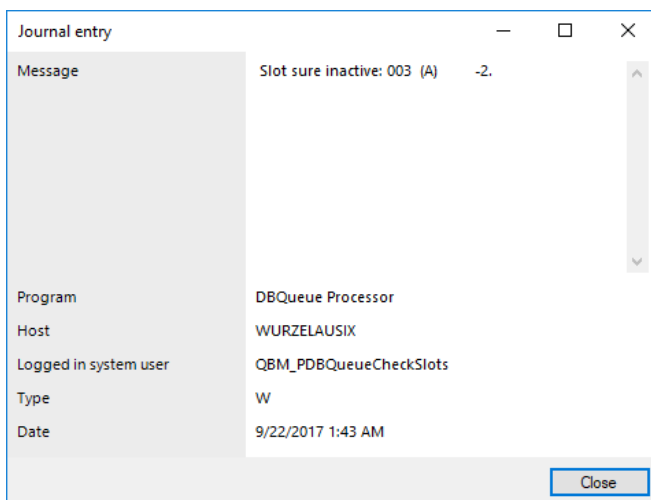 Journal entry
Message Slot sure inactive: 003 (A) -2.
Program DBQueue Processor
Host WURZELAUSIX
Logged in system user QBM_PDBQueueCheckSlots
Type W
Date 9/22/2017 1:43 AM
Close